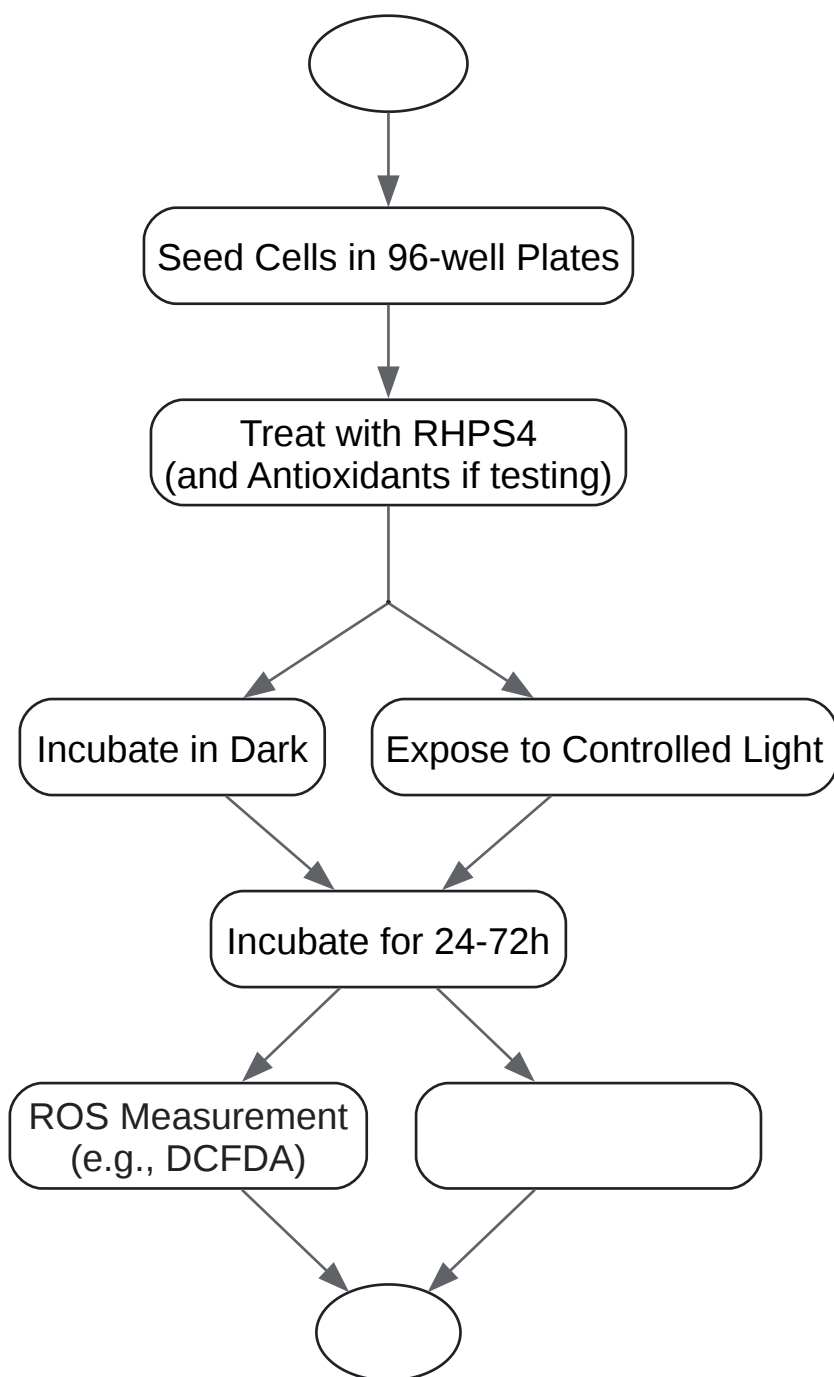 Seed Cells in 96-well Plates
Treat with RHPS4
(and Antioxidants if testing)
Incubate in Dark
Expose to Controlled Light
Incubate for 24-72h
ROS Measurement
(e.g., DCFDA)